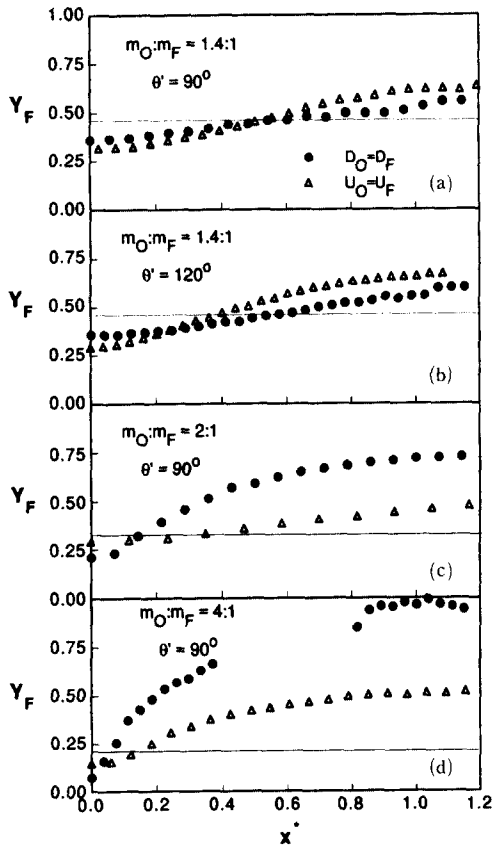 1.00
m_O:m_F = 1.4:1
θ' = 90°
0.75
Y_F
0.50
0.25
● D_O=D_F
△ U_O=U_F
(a)
0.00
m_O:m_F = 1.4:1
θ' = 120°
0.75
Y_F
0.50
0.25
(b)
0.00
m_O:m_F = 2:1
θ' = 90°
0.75
Y_F
0.50
0.25
(c)
0.00
m_O:m_F = 4:1
θ' = 90°
0.75
Y_F
0.50
0.25
(d)
0.00
0.0 0.2 0.4 0.6 0.8 1.0 1.2
x*